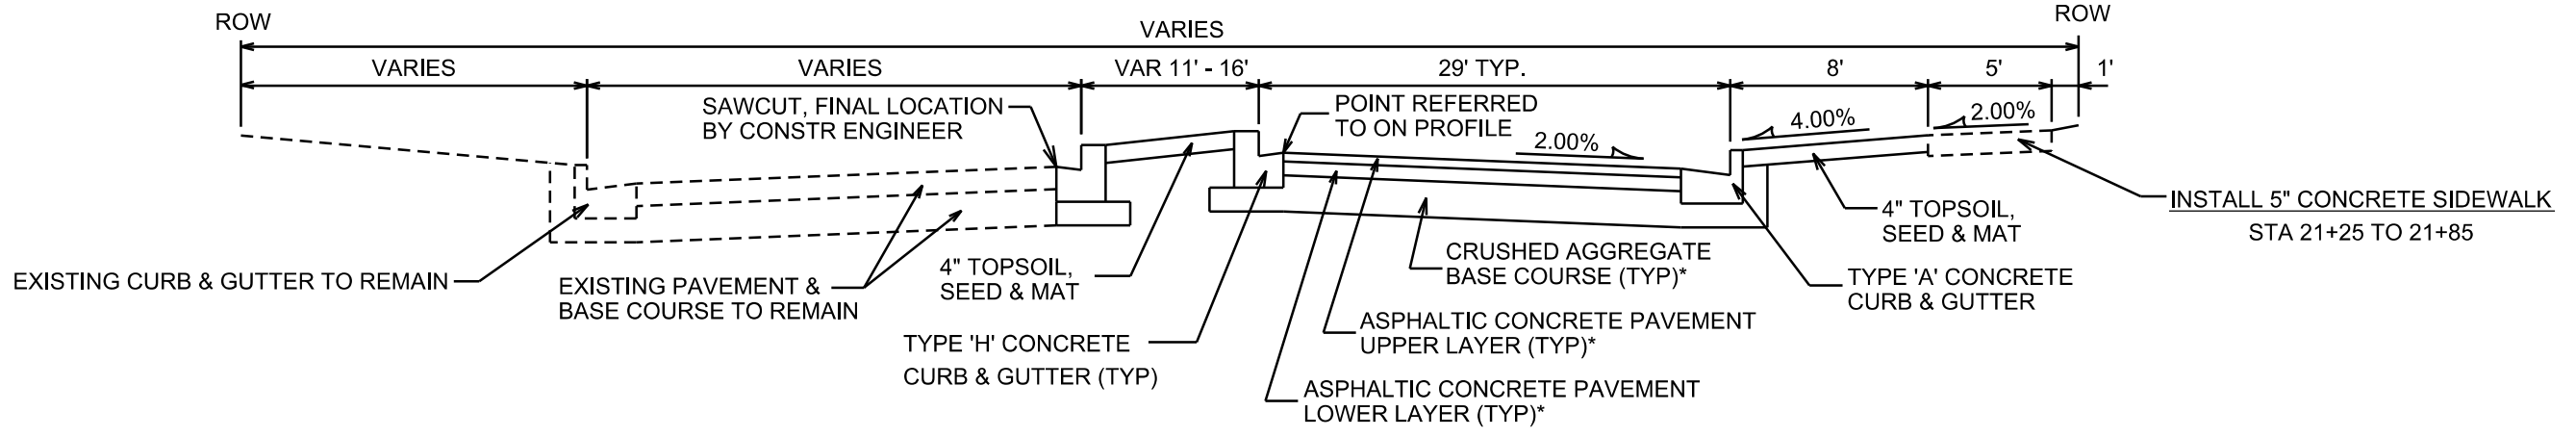 ROW
ROW
VARIES
VARIES
VARIES
VAR 11' - 16'
29' TYP.
8'
5'
1'
SAWCUT, FINAL LOCATION
BY CONSTR ENGINEER
POINT REFERRED
TO ON PROFILE
2.00%
4.00%
2.00%
EXISTING CURB & GUTTER TO REMAIN
EXISTING PAVEMENT &
BASE COURSE TO REMAIN
4" TOPSOIL,
SEED & MAT
TYPE 'H' CONCRETE
CURB & GUTTER (TYP)
CRUSHED AGGREGATE
BASE COURSE (TYP)*
ASPHALTIC CONCRETE PAVEMENT
UPPER LAYER (TYP)*
ASPHALTIC CONCRETE PAVEMENT
LOWER LAYER (TYP)*
4" TOPSOIL,
SEED & MAT
TYPE 'A' CONCRETE
CURB & GUTTER
INSTALL 5" CONCRETE SIDEWALK
STA 21+25 TO 21+85